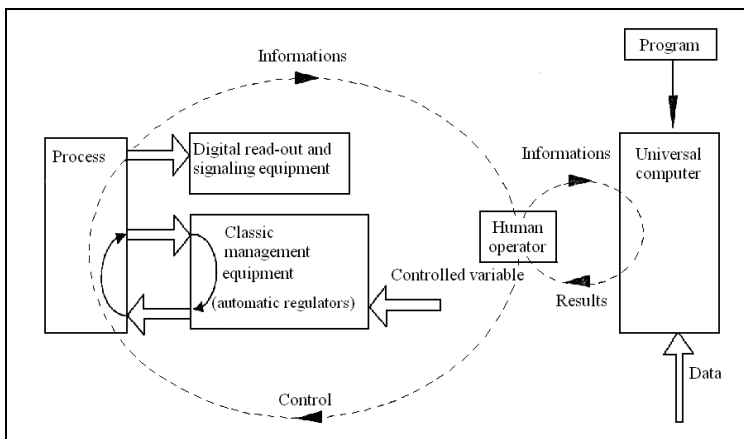 Informations
Program
Process
Digital read-out and
signaling equipment
Informations
Universal
computer
Classic
management
equipment
(automatic regulators)
Human
operator
Controlled variable
Results
Data
Control